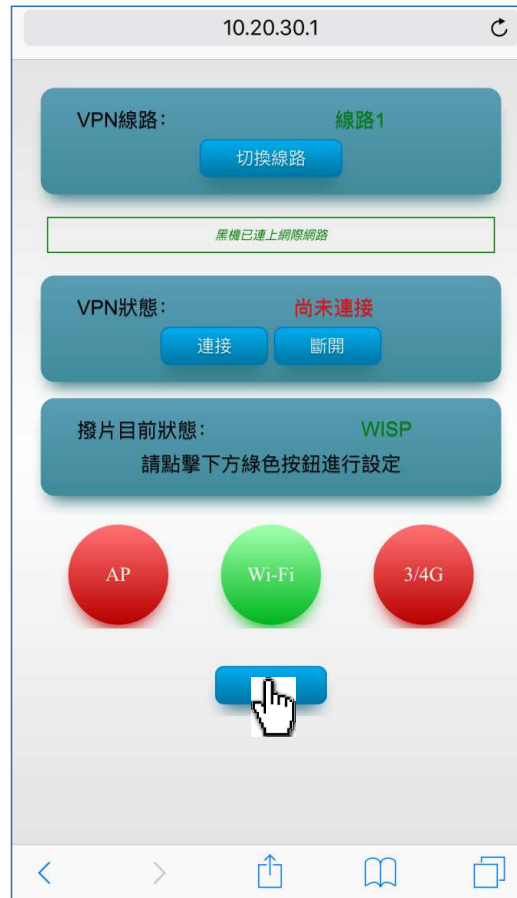 10.20.30.1
VPN線路： 線路1
切換線路
黑機已連上網際網路
VPN狀態： 尚未連接
連接 斷開
撥片目前狀態： WISP
請點擊下方綠色按鈕進行設定
AP Wi-Fi 3/4G